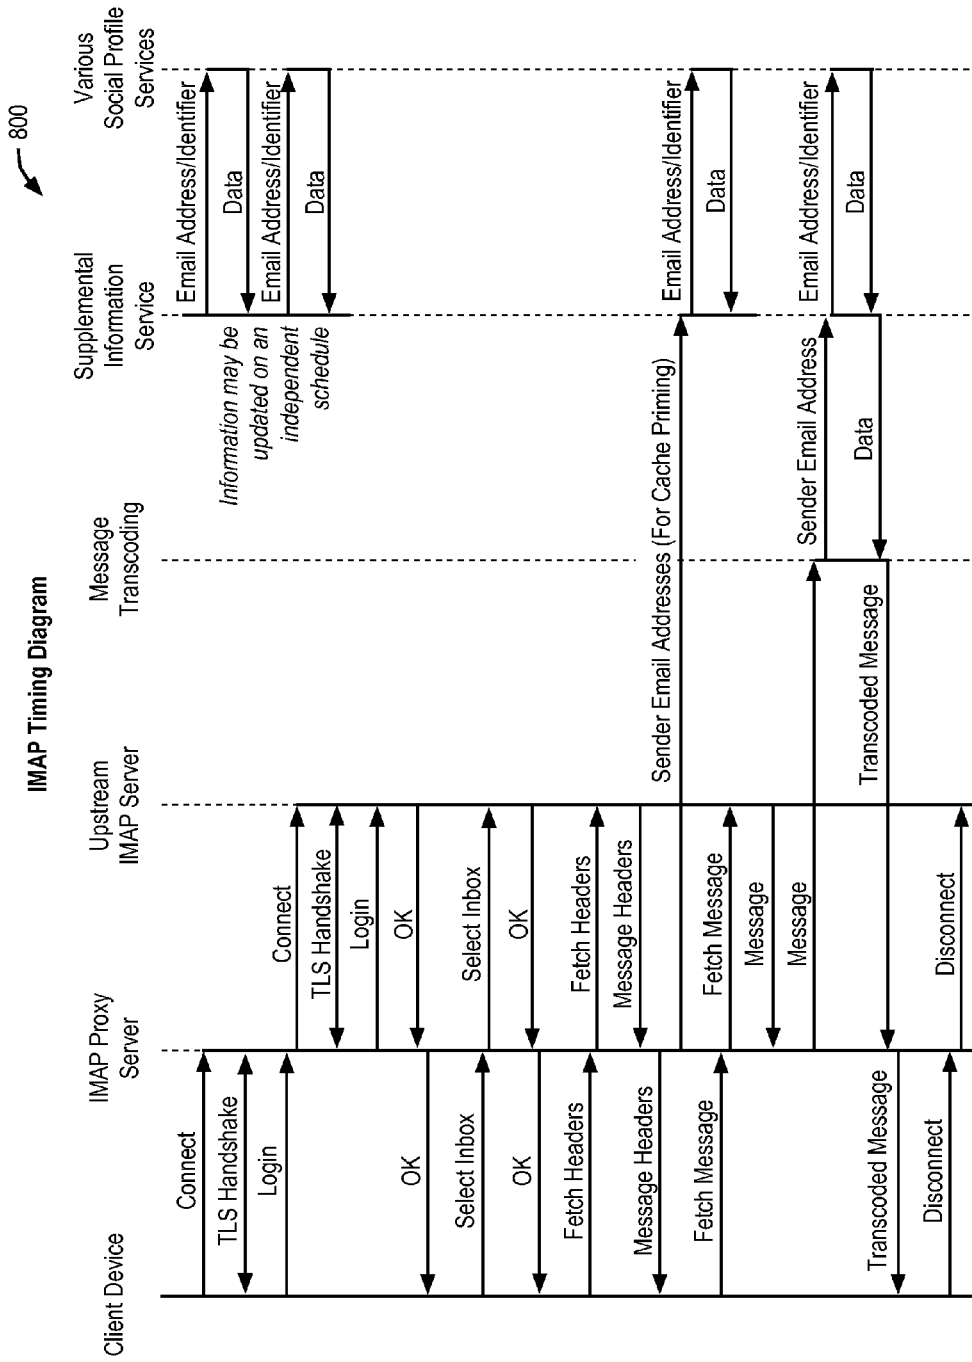 IMAP Timing Diagram
800
Client Device
IMAP Proxy
Server
Upstream
IMAP Server
Message
Transcoding
Supplemental
Information
Service
Various
Social Profile
Services
Connect
TLS Handshake
Login
Connect
TLS Handshake
Login
OK
OK
Select Inbox
Select Inbox
OK
OK
Fetch Headers
Fetch Headers
Message Headers
Message Headers
Sender Email Addresses (For Cache Priming)
Fetch Message
Fetch Message
Message
Message
Sender Email Address
Data
Transcoded Message
Transcoded Message
Disconnect
Disconnect
Information may be
updated on an
independent
schedule
Email Address/Identifier
Data
Email Address/Identifier
Data
Email Address/Identifier
Data
Email Address/Identifier
Data